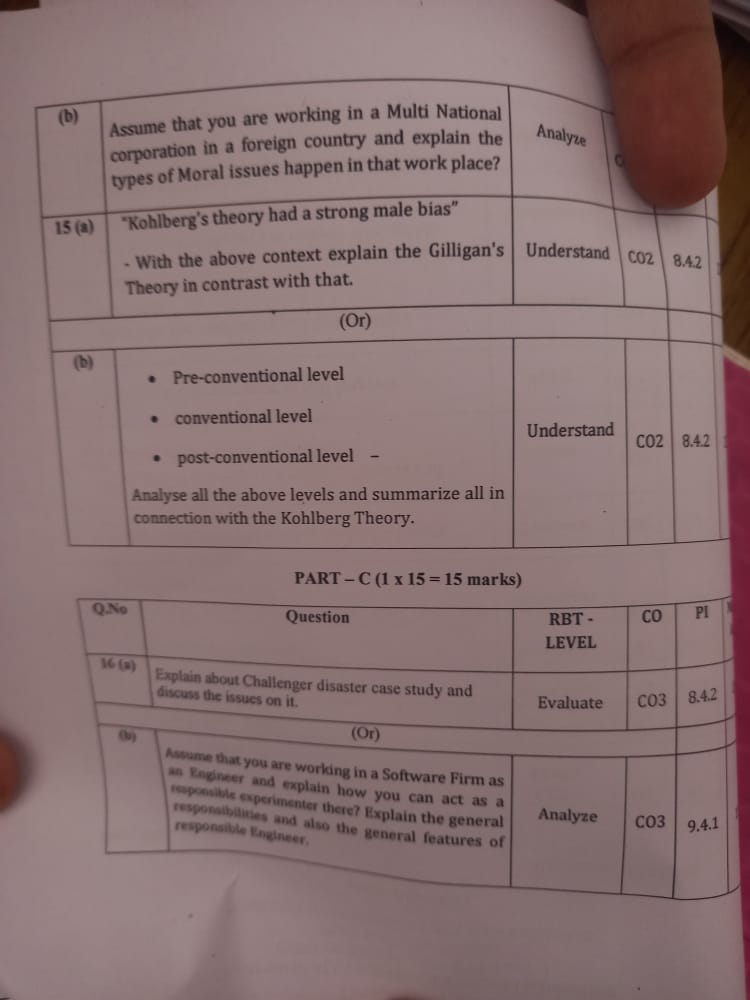 (b)
Assume that you are working in a Multi National
corporation in a foreign country and explain the
types of Moral issues happen in that work place?
Analyze
15 (a)
"Kohlberg's theory had a strong male bias"
- With the above context explain the Gilligan's
Theory in contrast with that.
Understand
CO2
8.4.2
(Or)
(b)
• Pre-conventional level
• conventional level
• post-conventional level –
Analyse all the above levels and summarize all in
connection with the Kohlberg Theory.
Understand
CO2
8.4.2
PART – C (1 x 15 = 15 marks)
Q.No
Question
RBT -
LEVEL
CO
PI
16 (a)
Explain about Challenger disaster case study and
discuss the issues on it.
Evaluate
CO3
8.4.2
(Or)
(b)
Assume that you are working in a Software Firm as
an Engineer and explain how you can act as a
responsible experimenter there? Explain the general
responsibilities and also the general features of
responsible Engineer.
Analyze
CO3
9.4.1